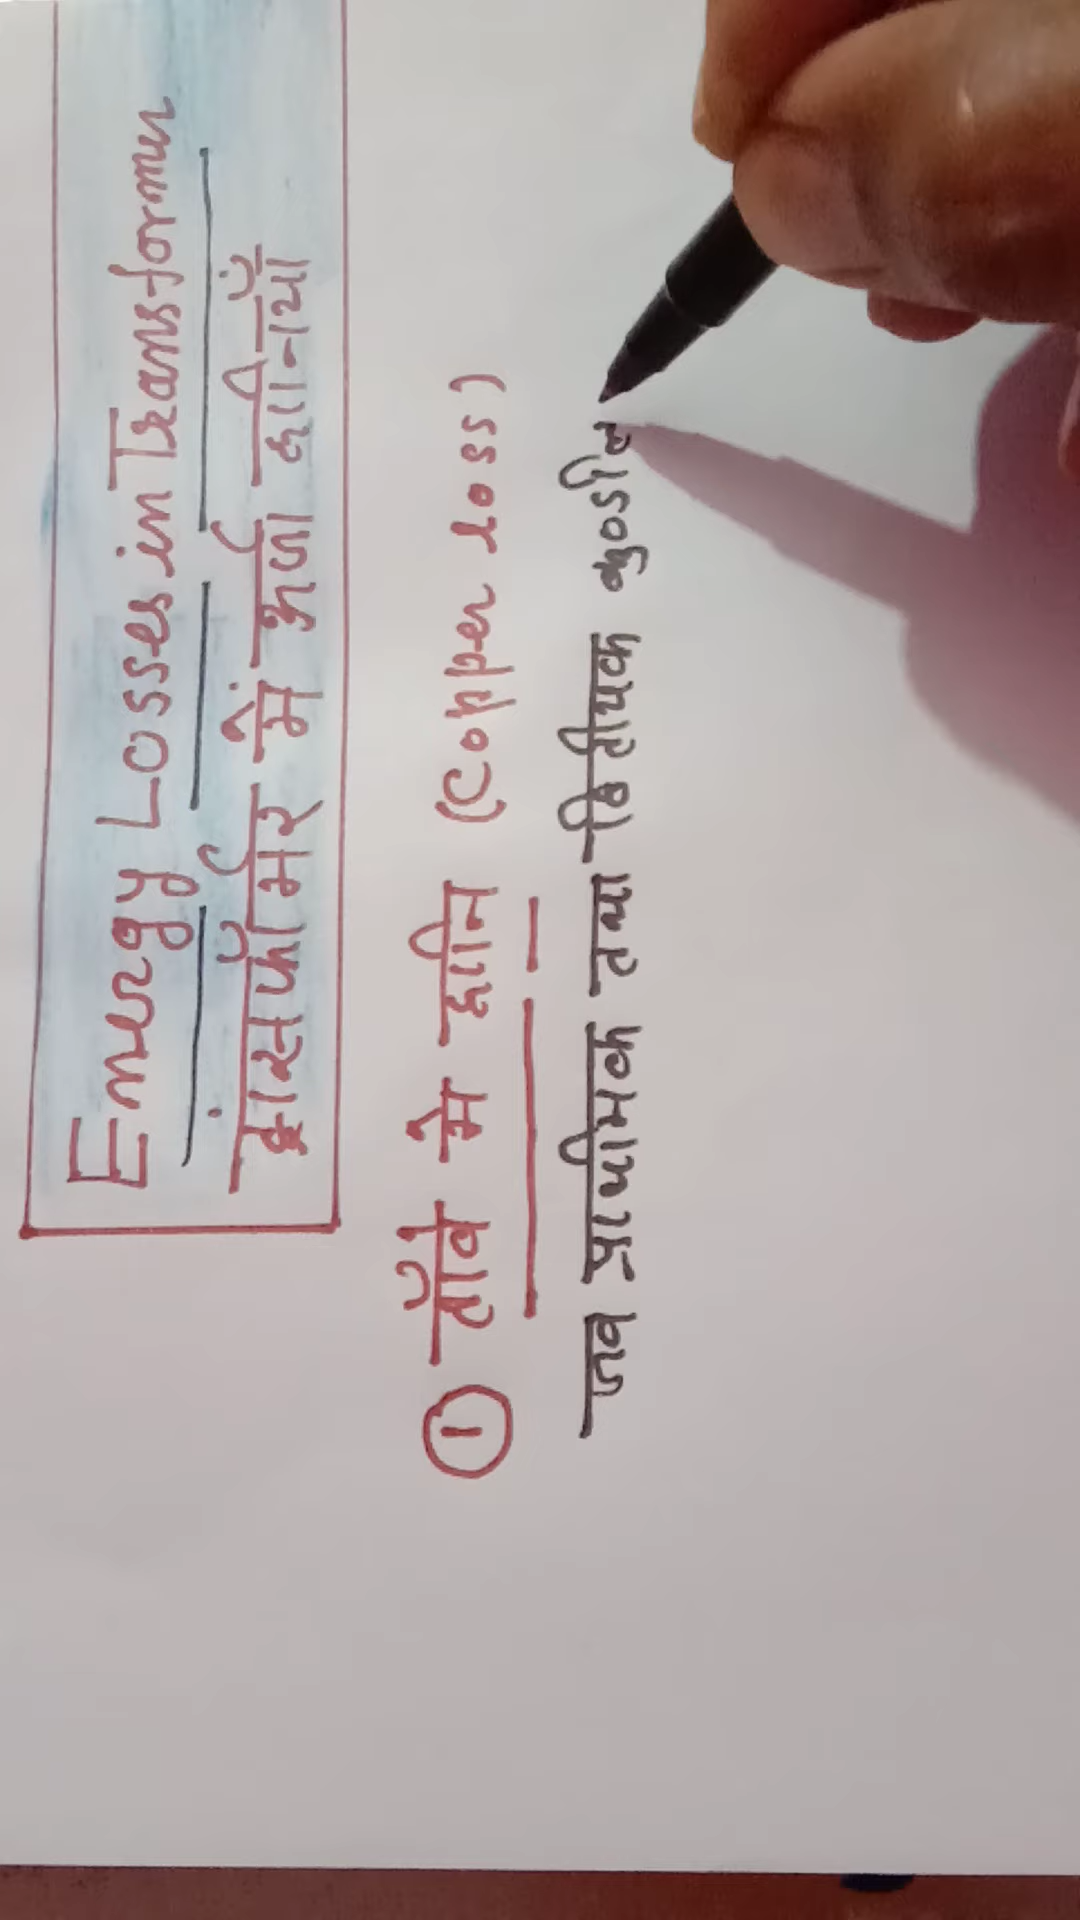 Energy Losses in Transformer
ट्रांसफॉर्मर में ऊर्जा हानियाँ
① ताँबे मे हानि (Copper loss)
जब प्राथमिक तथा द्वितीयक कुण्डलि